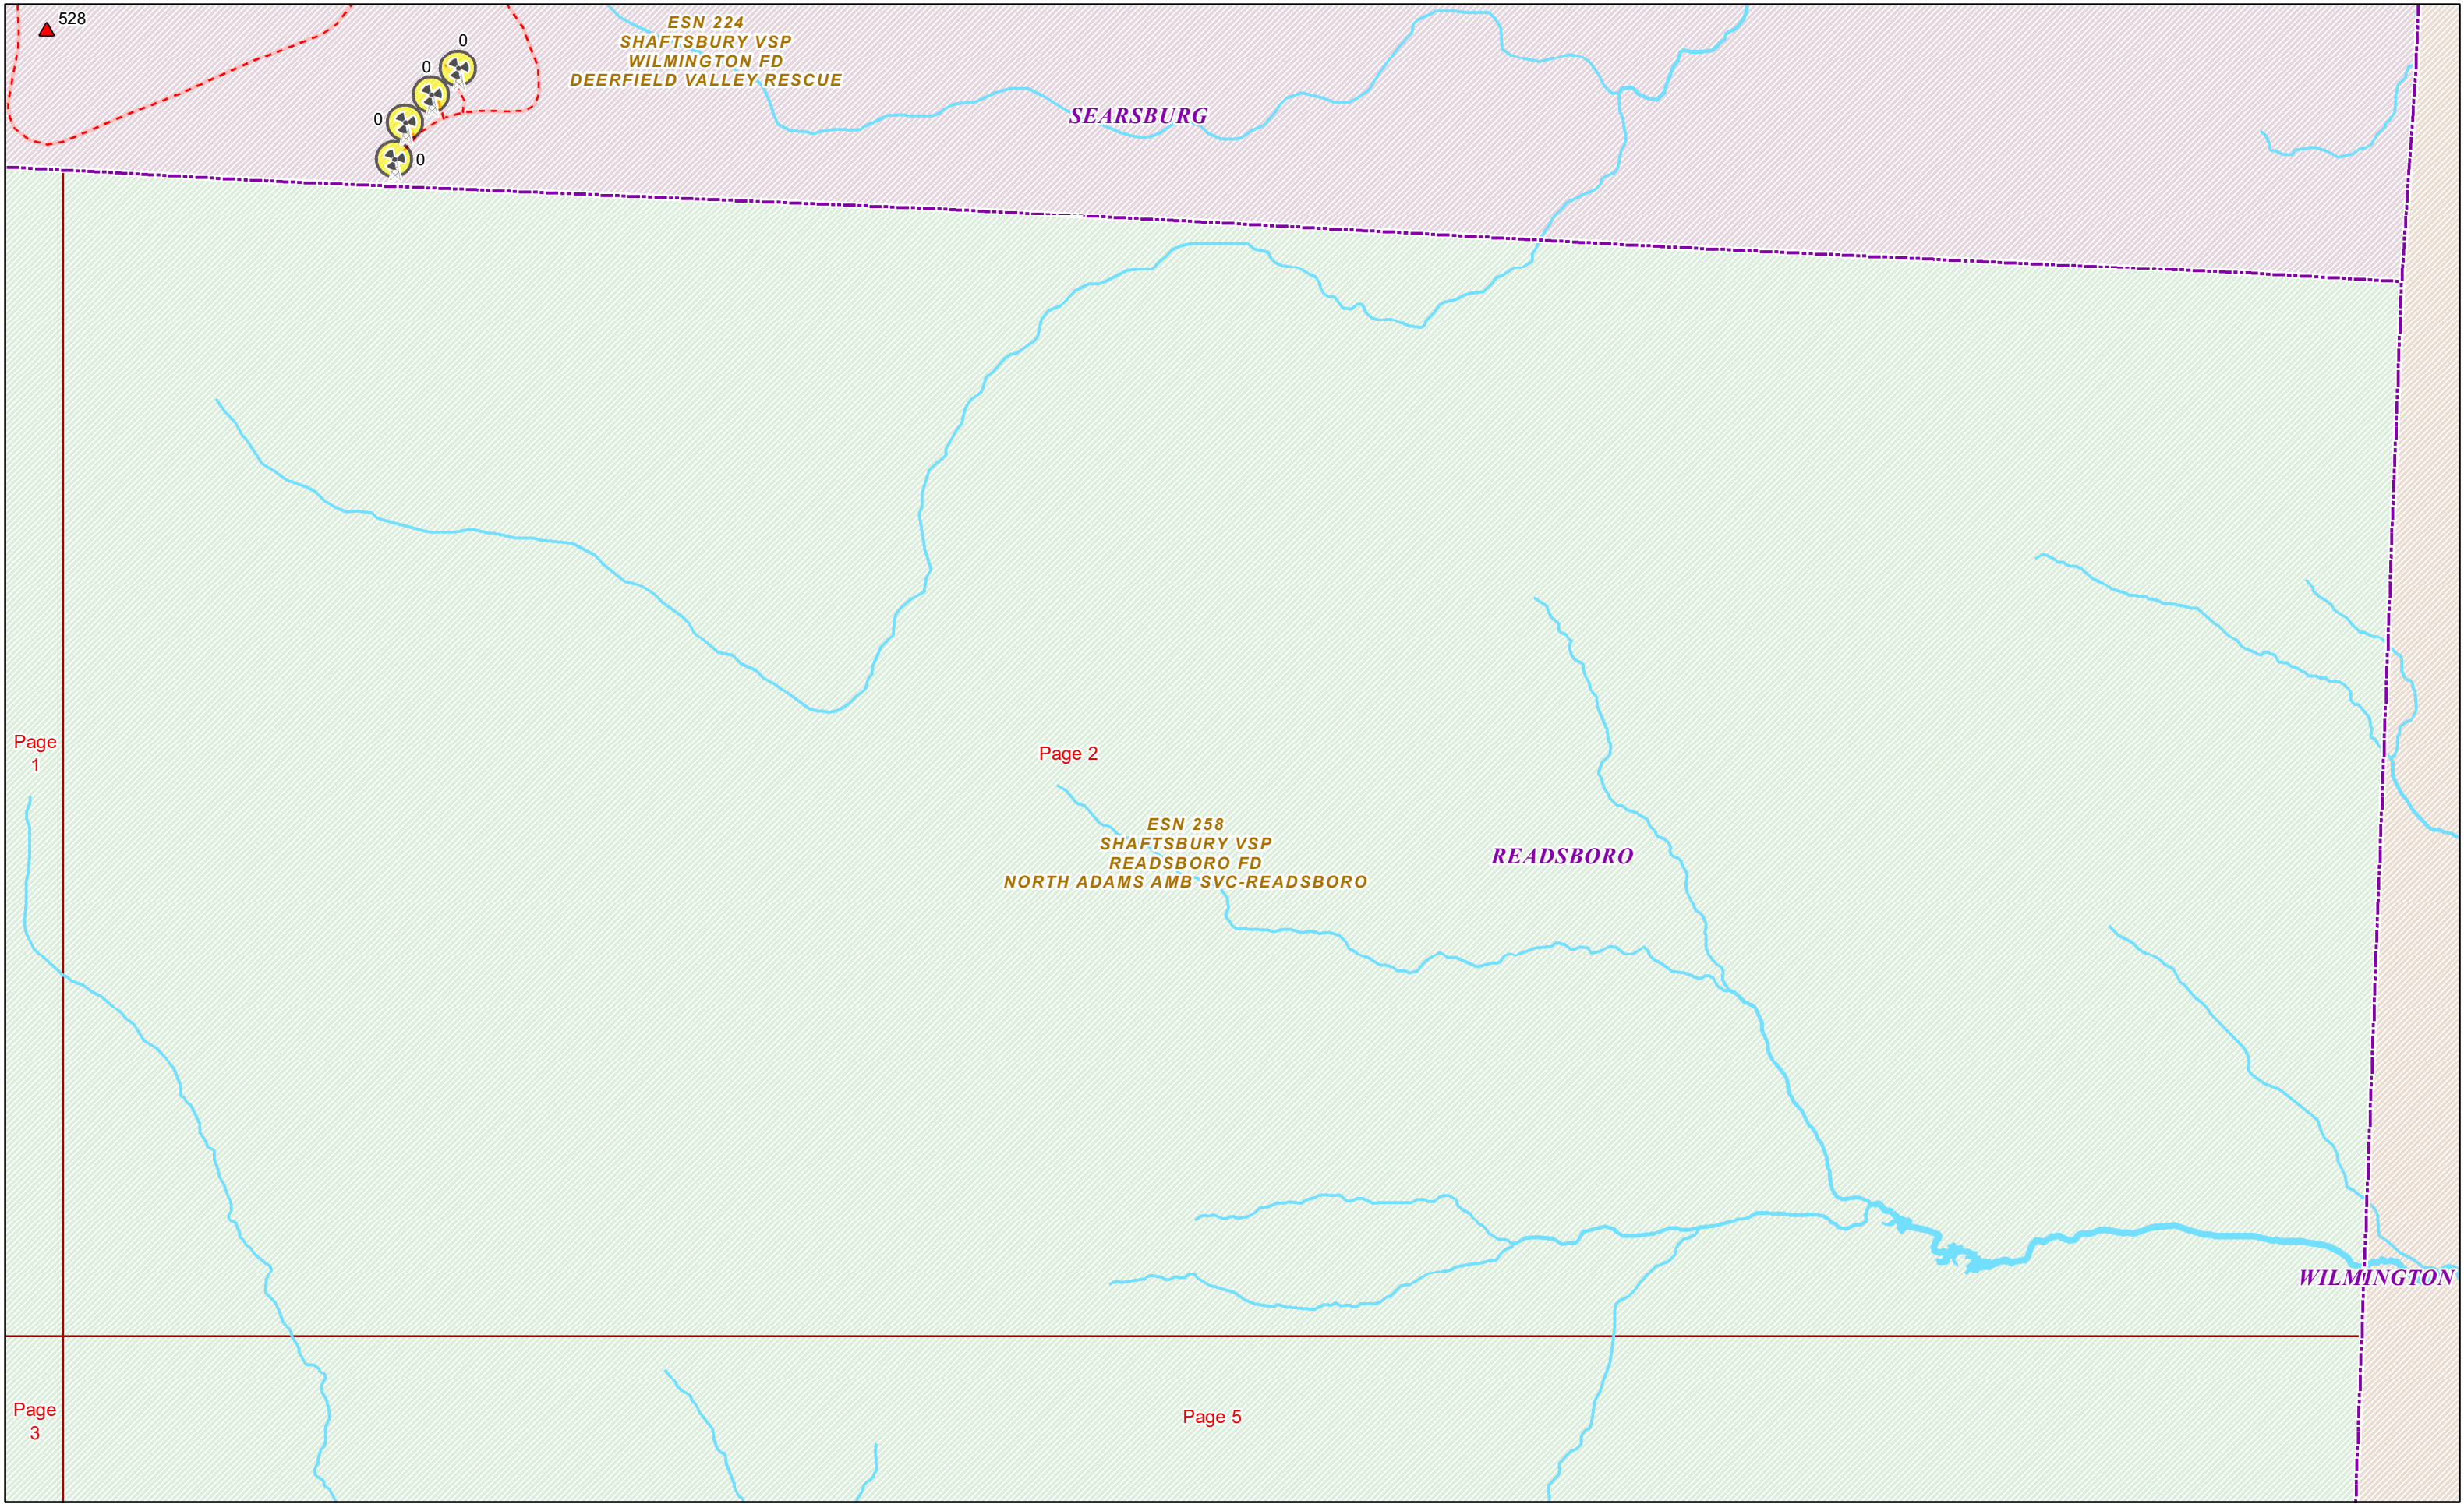 528
ESN 224
SHAFTSBURY VSP
WILMINGTON FD
DEERFIELD VALLEY RESCUE
0
0
0
0
SEARSBURG
Page
1
Page 2
ESN 258
SHAFTSBURY VSP
READSBORO FD
NORTH ADAMS AMB SVC-READSBORO
READSBORO
WILMINGTON
Page
3
Page 5